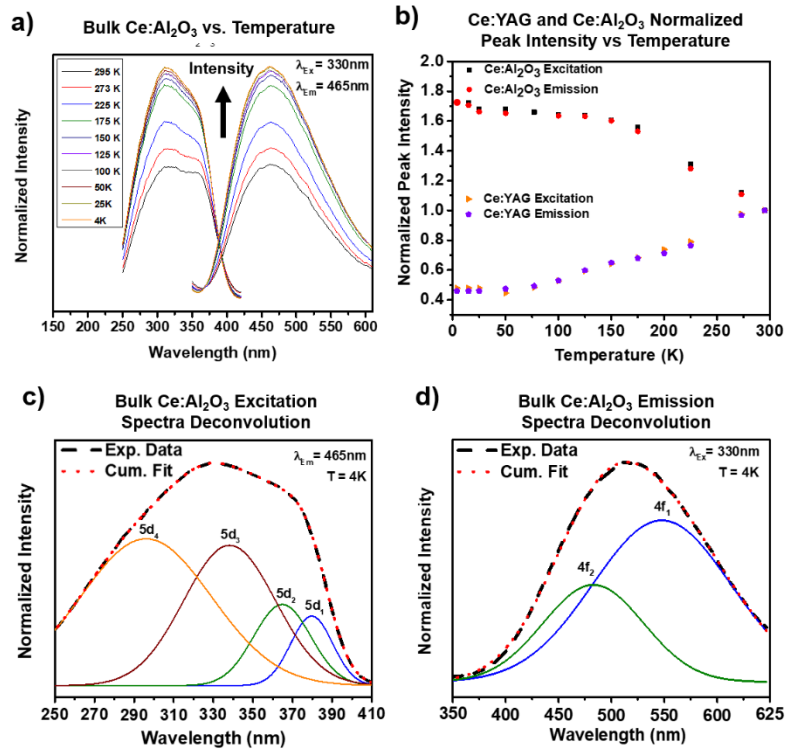 a)
Bulk Ce:Al₂O₃ vs. Temperature
295 K
273 K
225 K
175 K
150 K
125 K
100 K
50K
25K
4K
Intensity
λEx = 330nm
λEm = 465nm
Normalized Intensity
150 200 250 300 350 400 450 500 550 600
Wavelength (nm)
b)
Ce:YAG and Ce:Al₂O₃ Normalized
Peak Intensity vs Temperature
Ce:Al₂O₃ Excitation
Ce:Al₂O₃ Emission
Ce:YAG Excitation
Ce:YAG Emission
Normalized Peak Intensity
2.0
1.8
1.6
1.4
1.2
1.0
0.8
0.6
0.4
0 50 100 150 200 250 300
Temperature (K)
c)
Bulk Ce:Al₂O₃ Excitation
Spectra Deconvolution
Exp. Data
Cum. Fit
λEm = 465nm
T = 4K
5d₄
5d₃
5d₂
5d₁
Normalized Intensity
250 270 290 310 330 350 370 390 410
Wavelength (nm)
d)
Bulk Ce:Al₂O₃ Emission
Spectra Deconvolution
Exp. Data
Cum. Fit
λEx = 330nm
T = 4K
4f₁
4f₂
Normalized Intensity
350 400 450 500 550 600 625
Wavelength (nm)